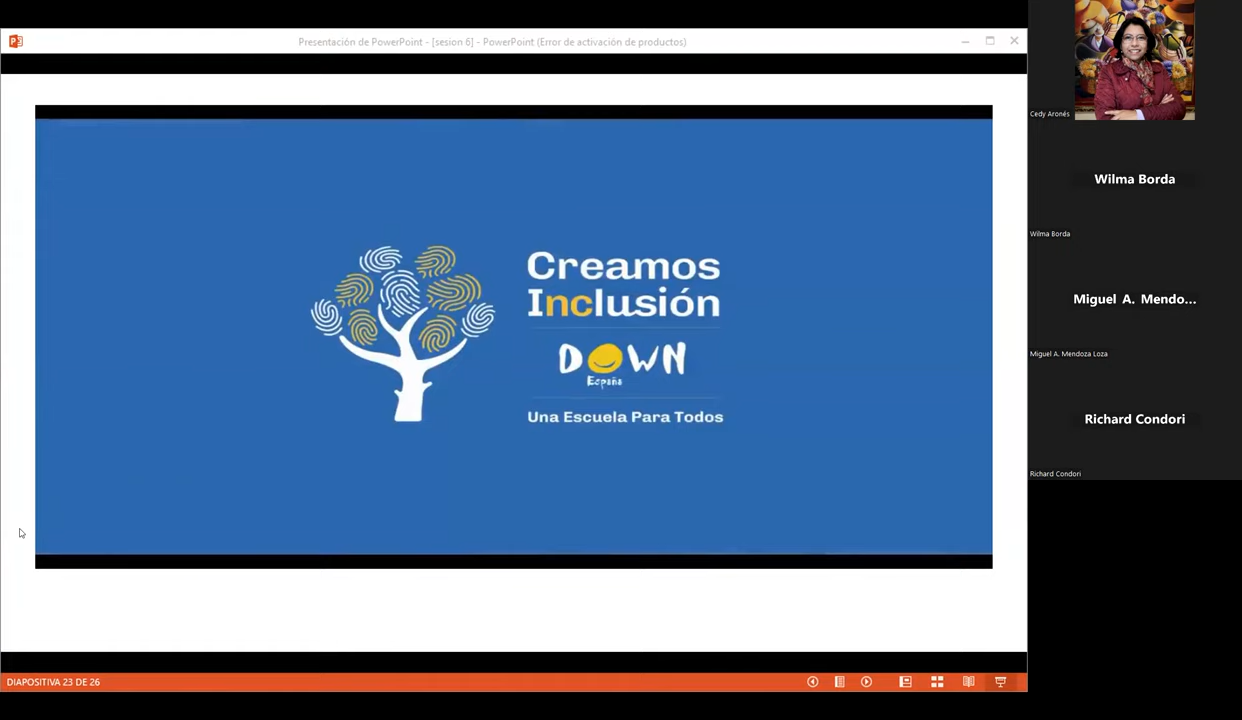 Presentación de PowerPoint - [sesion 6] - PowerPoint (Error de activación de productos)
Creamos
Inclusión
DOWN
España
Una Escuela Para Todos
DIAPOSITIVA 23 DE 26
Cedy Aronés
Wilma Borda
Wilma Borda
Miguel A. Mendo...
Miguel A. Mendoza Loza
Richard Condori
Richard Condori